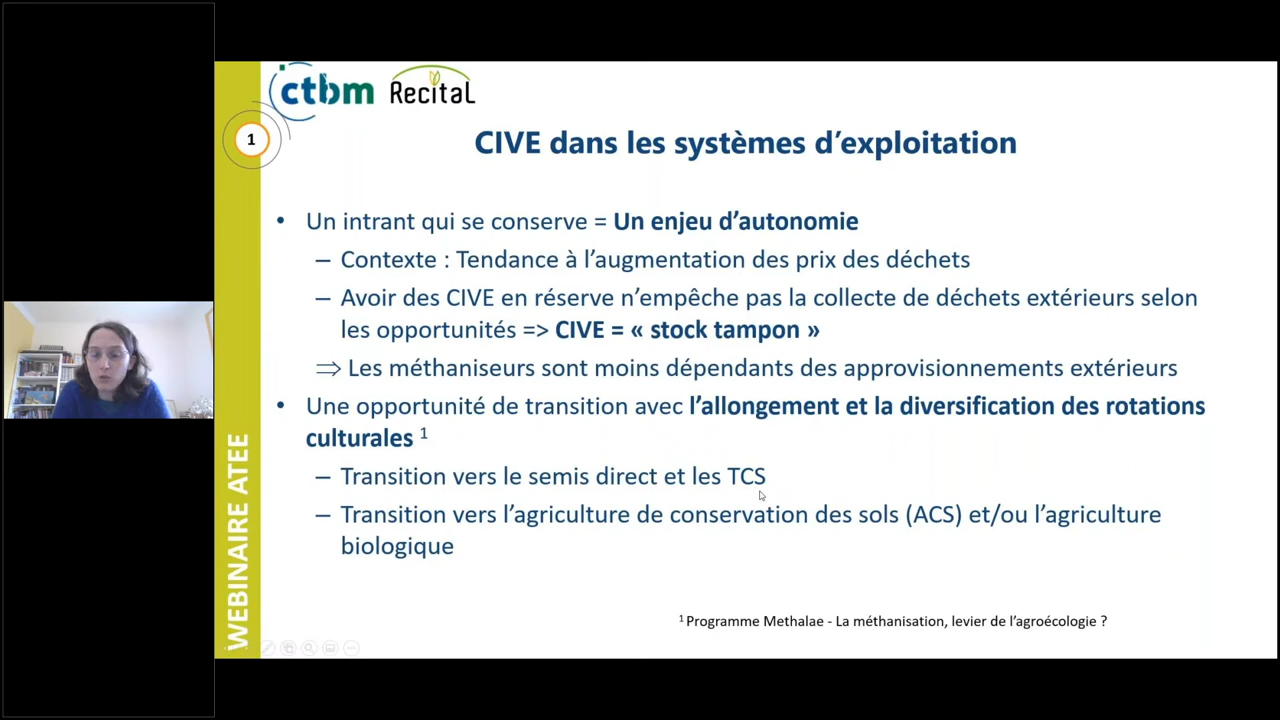 ctbm Recital
1
CIVE dans les systèmes d'exploitation
• Un intrant qui se conserve = Un enjeu d'autonomie
– Contexte : Tendance à l'augmentation des prix des déchets
– Avoir des CIVE en réserve n'empêche pas la collecte de déchets extérieurs selon
les opportunités => CIVE = « stock tampon »
⇒ Les méthaniseurs sont moins dépendants des approvisionnements extérieurs
• Une opportunité de transition avec l'allongement et la diversification des rotations
culturales ¹
– Transition vers le semis direct et les TCS
– Transition vers l'agriculture de conservation des sols (ACS) et/ou l'agriculture
biologique
¹ Programme Methalae - La méthanisation, levier de l'agroécologie ?
WEBINAIRE ATEE